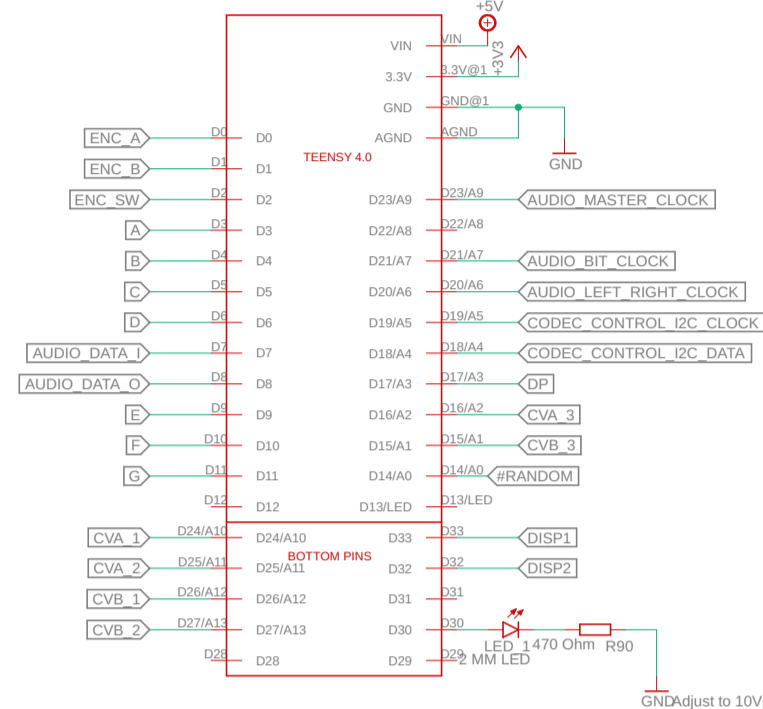 +5V
VIN VIN
+3V3
3.3V 3.3V@1
GND GND@1
ENC_A D0 D0 AGND AGND
TEENSY 4.0
GND
ENC_B D1 D1
ENC_SW D2 D2 D23/A9 D23/A9 AUDIO_MASTER_CLOCK
A D3 D3 D22/A8 D22/A8
B D4 D4 D21/A7 D21/A7 AUDIO_BIT_CLOCK
C D5 D5 D20/A6 D20/A6 AUDIO_LEFT_RIGHT_CLOCK
D D6 D6 D19/A5 D19/A5 CODEC_CONTROL_I2C_CLOCK
AUDIO_DATA_I D7 D7 D18/A4 D18/A4 CODEC_CONTROL_I2C_DATA
AUDIO_DATA_O D8 D8 D17/A3 D17/A3 DP
E D9 D9 D16/A2 D16/A2 CVA_3
F D10 D10 D15/A1 D15/A1 CVB_3
G D11 D11 D14/A0 D14/A0 #RANDOM
D12 D12 D13/LED D13/LED
CVA_1 D24/A10 D24/A10 D33 D33 DISP1
BOTTOM PINS
CVA_2 D25/A11 D25/A11 D32 D32 DISP2
CVB_1 D26/A12 D26/A12 D31 D31
CVB_2 D27/A13 D27/A13 D30 D30
LED_1 470 Ohm R90
D28 D28 D29 D29 2 MM LED
GND Adjust to 10V